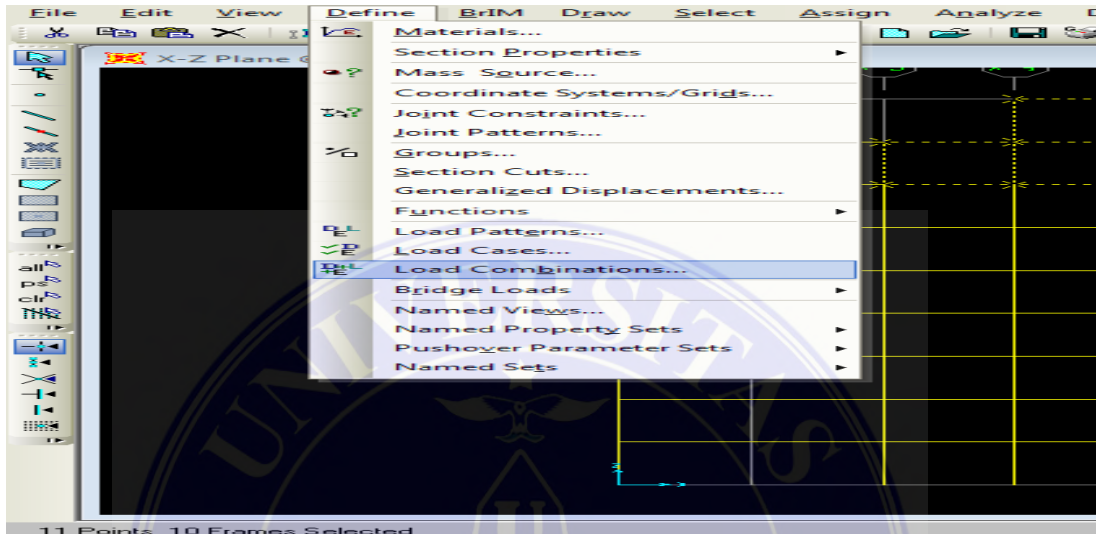 File Edit View Define BrIM Draw Select Assign Analyze
X-Z Plane @
Materials...
Section Properties
Mass Source...
Coordinate Systems/Grids...
Joint Constraints...
Joint Patterns...
Groups...
Section Cuts...
Generalized Displacements...
Functions
Load Patterns...
Load Cases...
Load Combinations...
Bridge Loads
Named Views...
Named Property Sets
Pushover Parameter Sets
Named Sets
all
ps
clr
UNIVERSITAS
U
11 Points, 10 Frames Selected